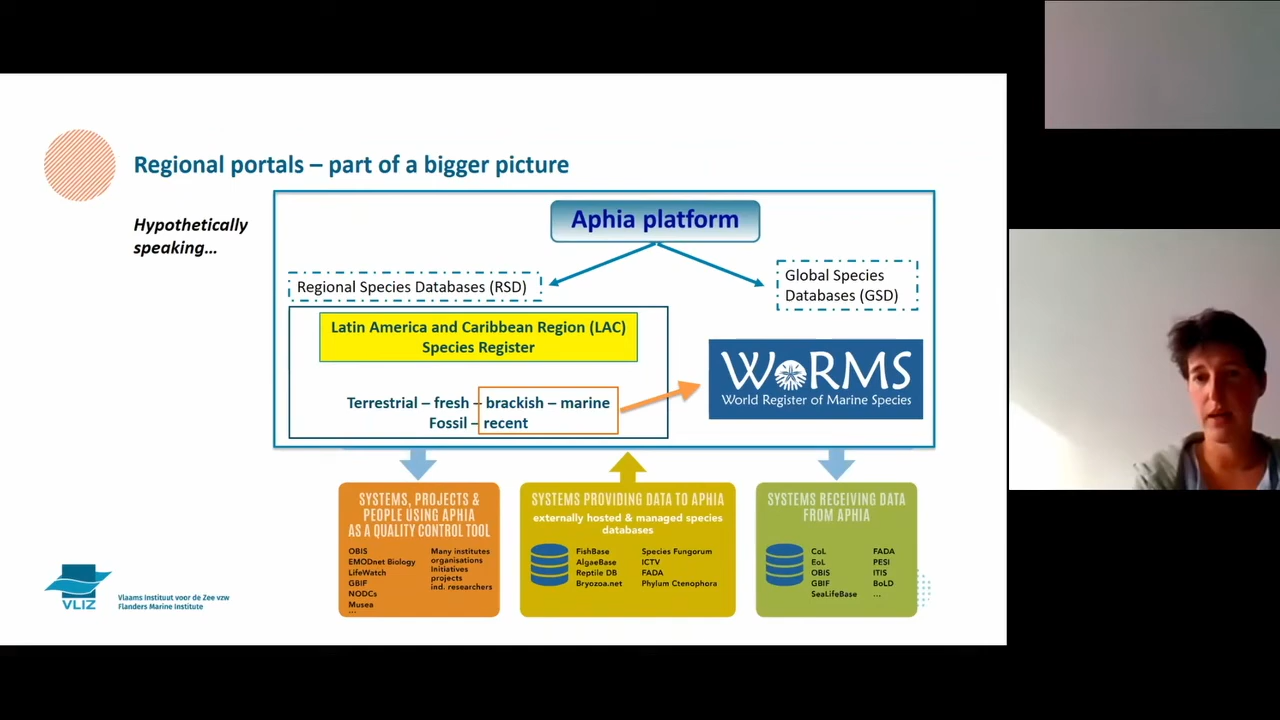 Regional portals – part of a bigger picture
Hypothetically
speaking...
Aphia platform
Regional Species Databases (RSD)
Global Species
Databases (GSD)
Latin America and Caribbean Region (LAC)
Species Register
Terrestrial – fresh – brackish – marine
Fossil – recent
WoRMS
World Register of Marine Species
SYSTEMS, PROJECTS &
PEOPLE USING APHIA
AS A QUALITY CONTROL TOOL
OBIS
EMODnet Biology
LifeWatch
GBIF
NODCs
Musea
...
Many institutes
organisations
Initiatives
projects
ind. researchers
SYSTEMS PROVIDING DATA TO APHIA
externally hosted & managed species
databases
FishBase
AlgaeBase
Reptile DB
Bryozoa.net
Species Fungorum
ICTV
FADA
Phylum Ctenophora
SYSTEMS RECEIVING DATA
FROM APHIA
CoL
EoL
OBIS
GBIF
SeaLifeBase
FADA
PESI
ITIS
BoLD
...
VLIZ
Vlaams Instituut voor de Zee vzw
Flanders Marine Institute